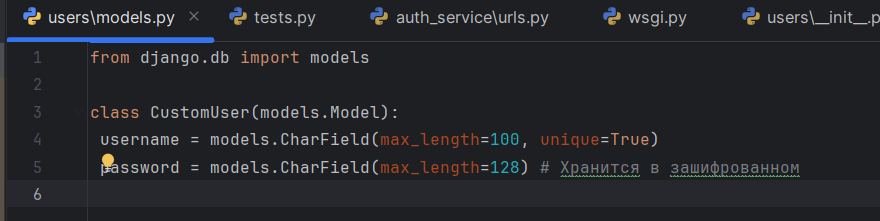 users\models.py tests.py auth_service\urls.py wsgi.py users\__init__.p
1 from django.db import models
2
3 class CustomUser(models.Model):
4 username = models.CharField(max_length=100, unique=True)
5 password = models.CharField(max_length=128) # Хранится в зашифрованном
6